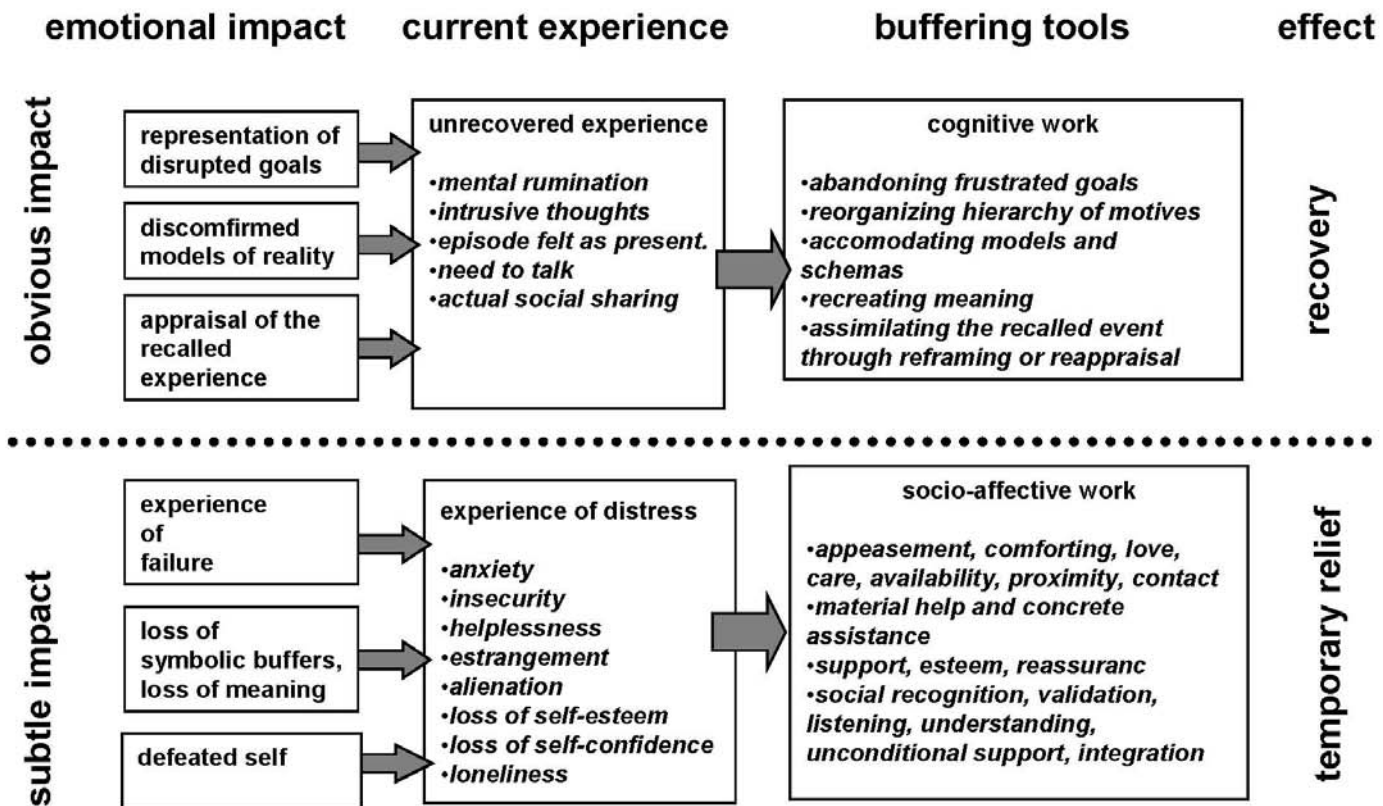 emotional impact
current experience
buffering tools
effect
obvious impact
representation of
disrupted goals
discomfirmed
models of reality
appraisal of the
recalled
experience
unrecovered experience
•mental rumination
•intrusive thoughts
•episode felt as present.
•need to talk
•actual social sharing
cognitive work
•abandoning frustrated goals
•reorganizing hierarchy of motives
•accomodating models and
schemas
•recreating meaning
•assimilating the recalled event
through reframing or reappraisal
recovery
subtle impact
experience
of
failure
loss of
symbolic buffers,
loss of meaning
defeated self
experience of distress
•anxiety
•insecurity
•helplessness
•estrangement
•alienation
•loss of self-esteem
•loss of self-confidence
•loneliness
socio-affective work
•appeasement, comforting, love,
care, availability, proximity, contact
•material help and concrete
assistance
•support, esteem, reassuranc
•social recognition, validation,
listening, understanding,
unconditional support, integration
temporary relief